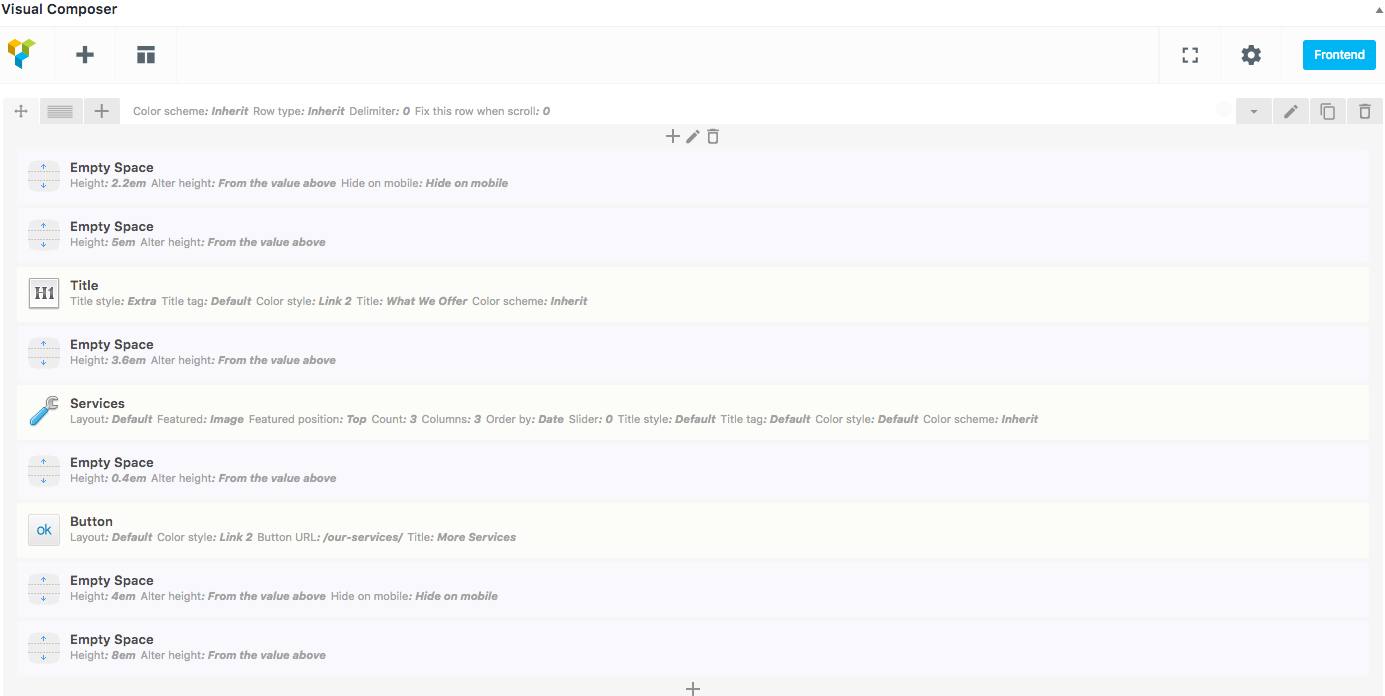 Visual Composer
Frontend
Color scheme: Inherit Row type: Inherit Delimiter: 0 Fix this row when scroll: 0
Empty Space
Height: 2.2em Alter height: From the value above Hide on mobile: Hide on mobile
Empty Space
Height: 5em Alter height: From the value above
H1
Title
Title style: Extra Title tag: Default Color style: Link 2 Title: What We Offer Color scheme: Inherit
Empty Space
Height: 3.6em Alter height: From the value above
Services
Layout: Default Featured: Image Featured position: Top Count: 3 Columns: 3 Order by: Date Slider: 0 Title style: Default Title tag: Default Color style: Default Color scheme: Inherit
Empty Space
Height: 0.4em Alter height: From the value above
ok
Button
Layout: Default Color style: Link 2 Button URL: /our-services/ Title: More Services
Empty Space
Height: 4em Alter height: From the value above Hide on mobile: Hide on mobile
Empty Space
Height: 8em Alter height: From the value above